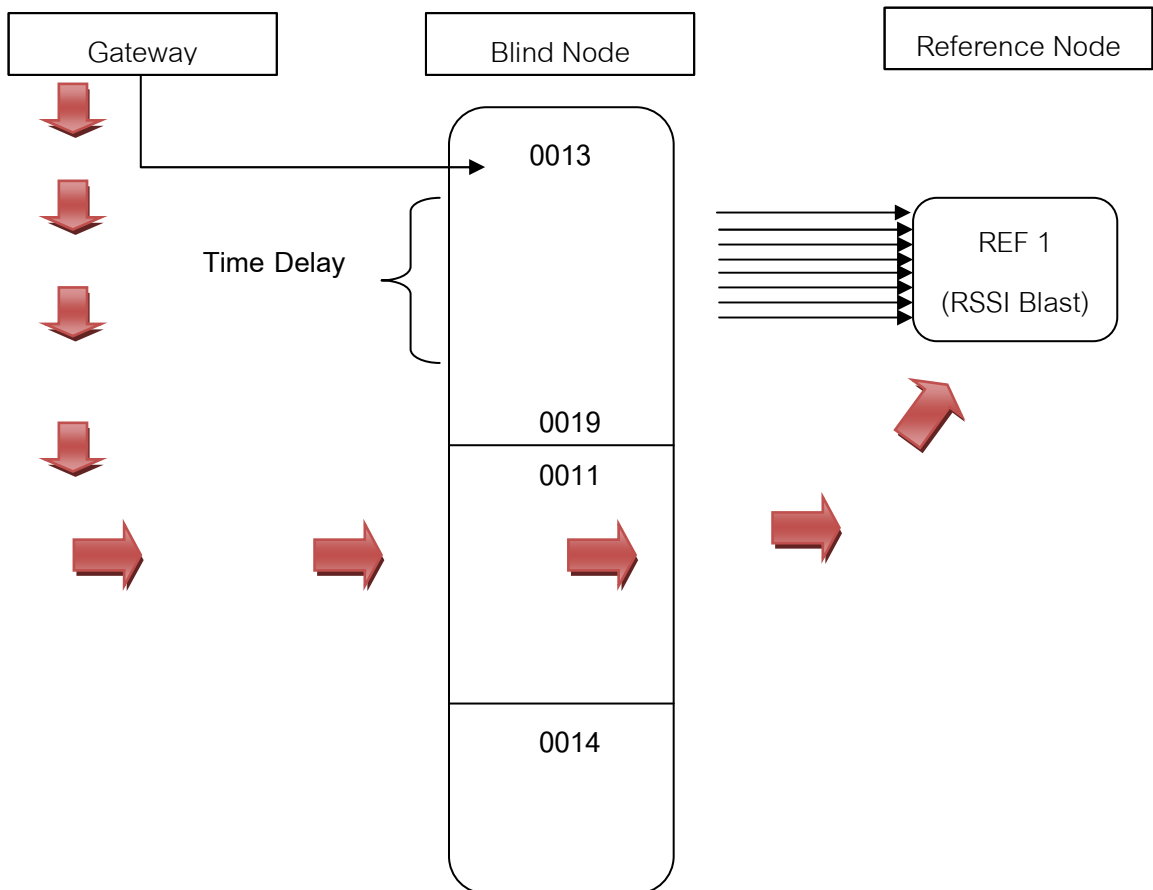 Gateway
Blind Node
Reference Node
0013
Time Delay
REF 1
(RSSI Blast)
0019
0011
0014